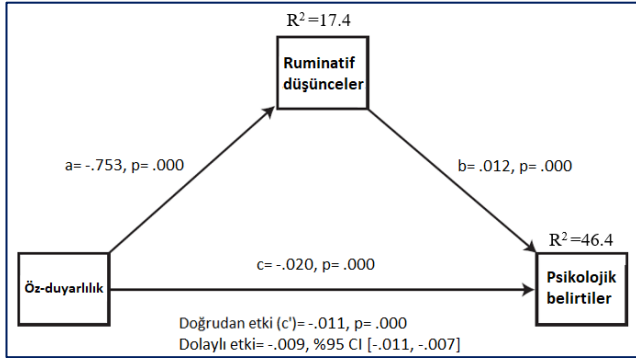 R²=17.4
Ruminatif
düşünceler
a= -.753, p= .000
b= .012, p= .000
R²=46.4
Öz-duyarlılık
c= -.020, p= .000
Psikolojik
belirtiler
Doğrudan etki (c')= -.011, p= .000
Dolaylı etki= -.009, %95 CI [-.011, -.007]